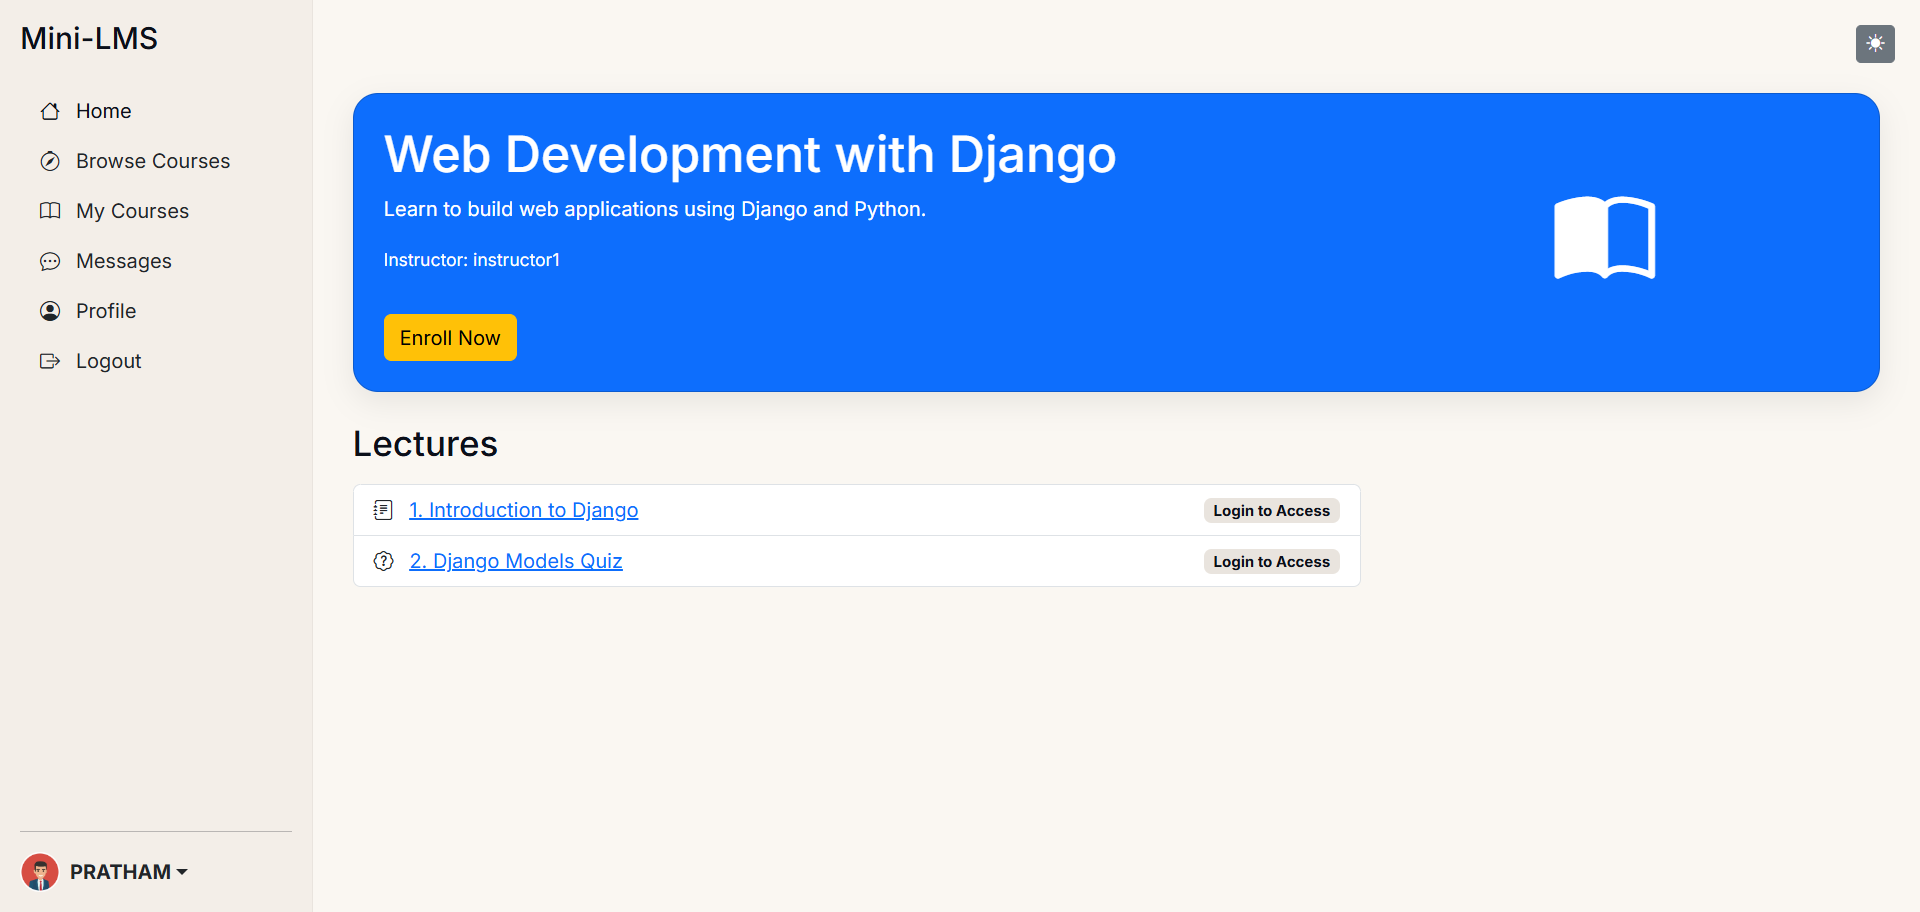 Mini-LMS
Home
Browse Courses
My Courses
Messages
Profile
Logout
PRATHAM
Web Development with Django
Learn to build web applications using Django and Python.
Instructor: instructor1
Enroll Now
Lectures
1. Introduction to Django
Login to Access
2. Django Models Quiz
Login to Access